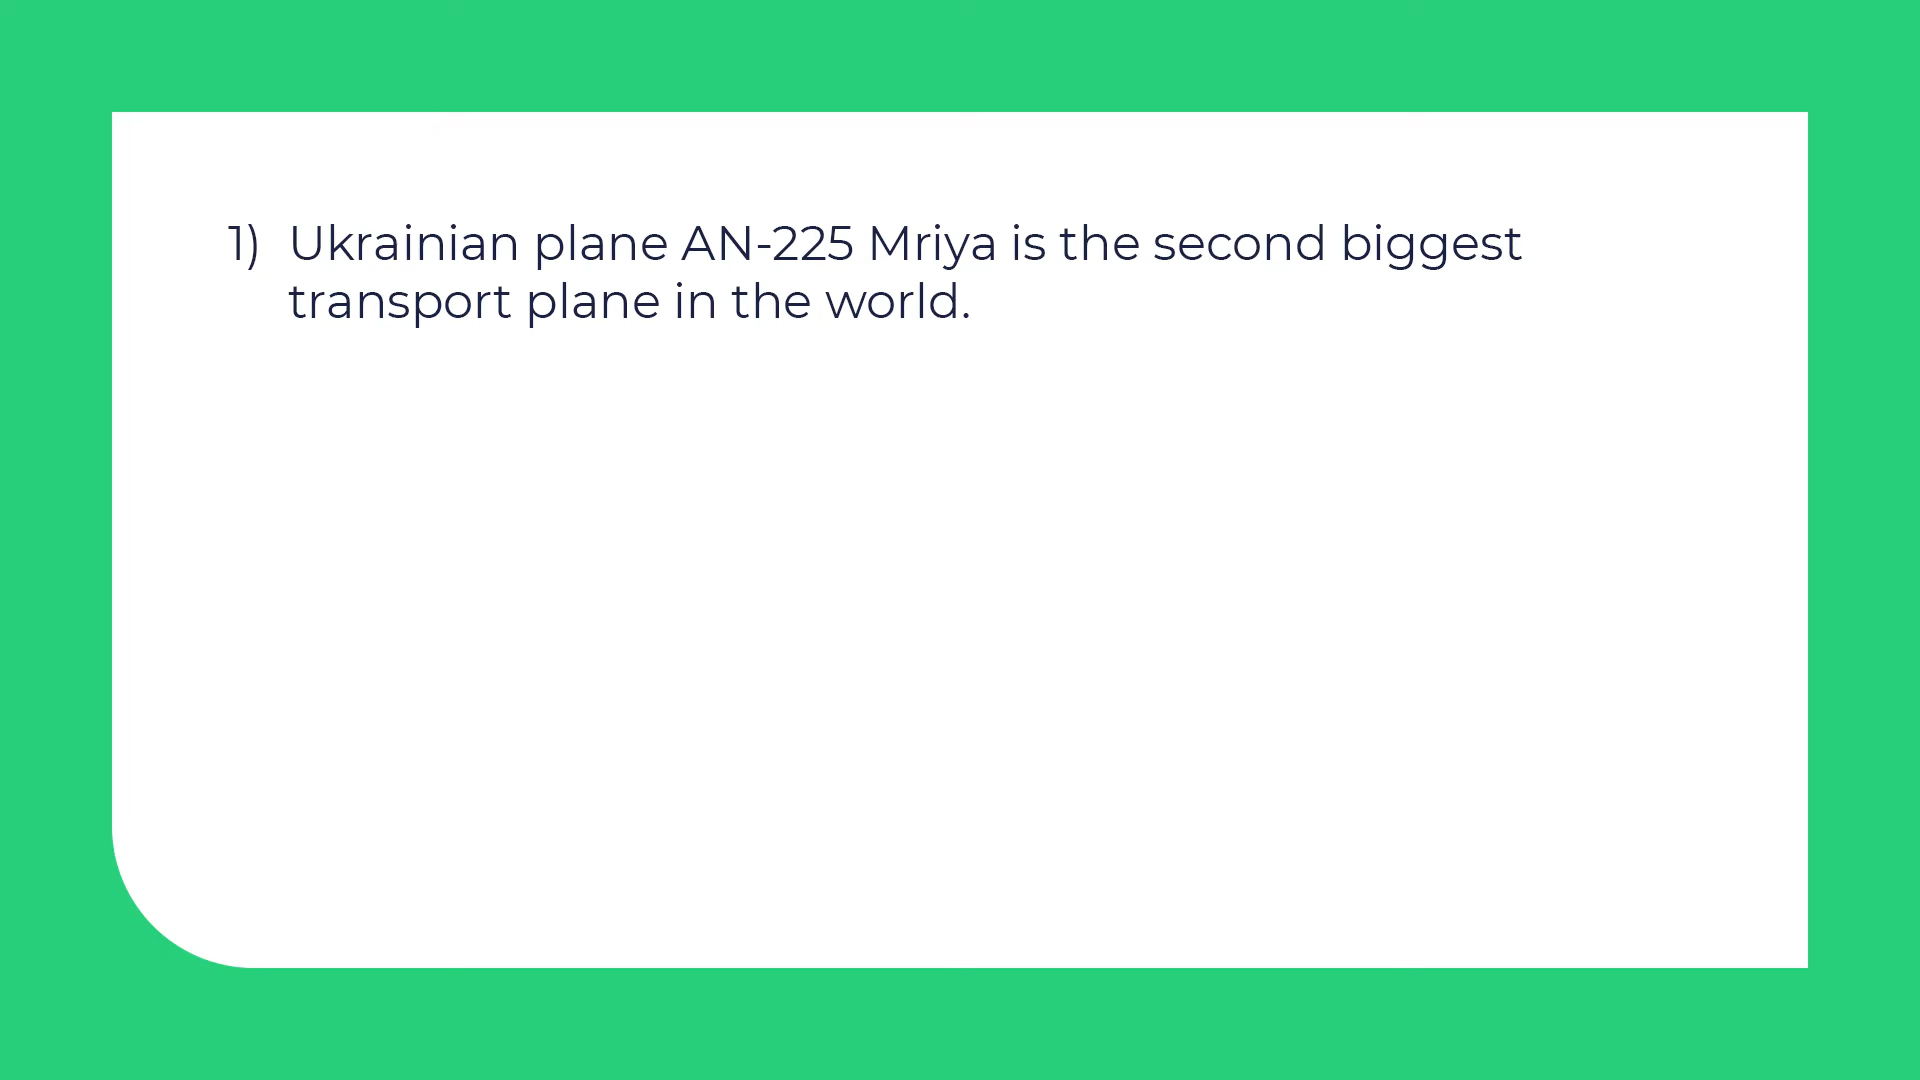 1) Ukrainian plane AN-225 Mriya is the second biggest
transport plane in the world.